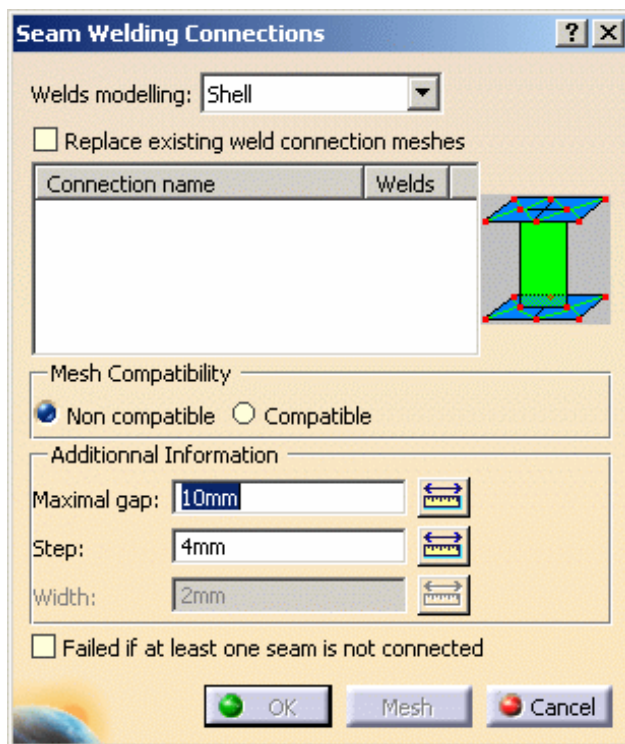 Seam Welding Connections
Welds modelling: Shell
Replace existing weld connection meshes
Connection name Welds
Mesh Compatibility
Non compatible Compatible
Additionnal Information
Maximal gap: 10mm
Step: 4mm
Width: 2mm
Failed if at least one seam is not connected
OK Mesh Cancel